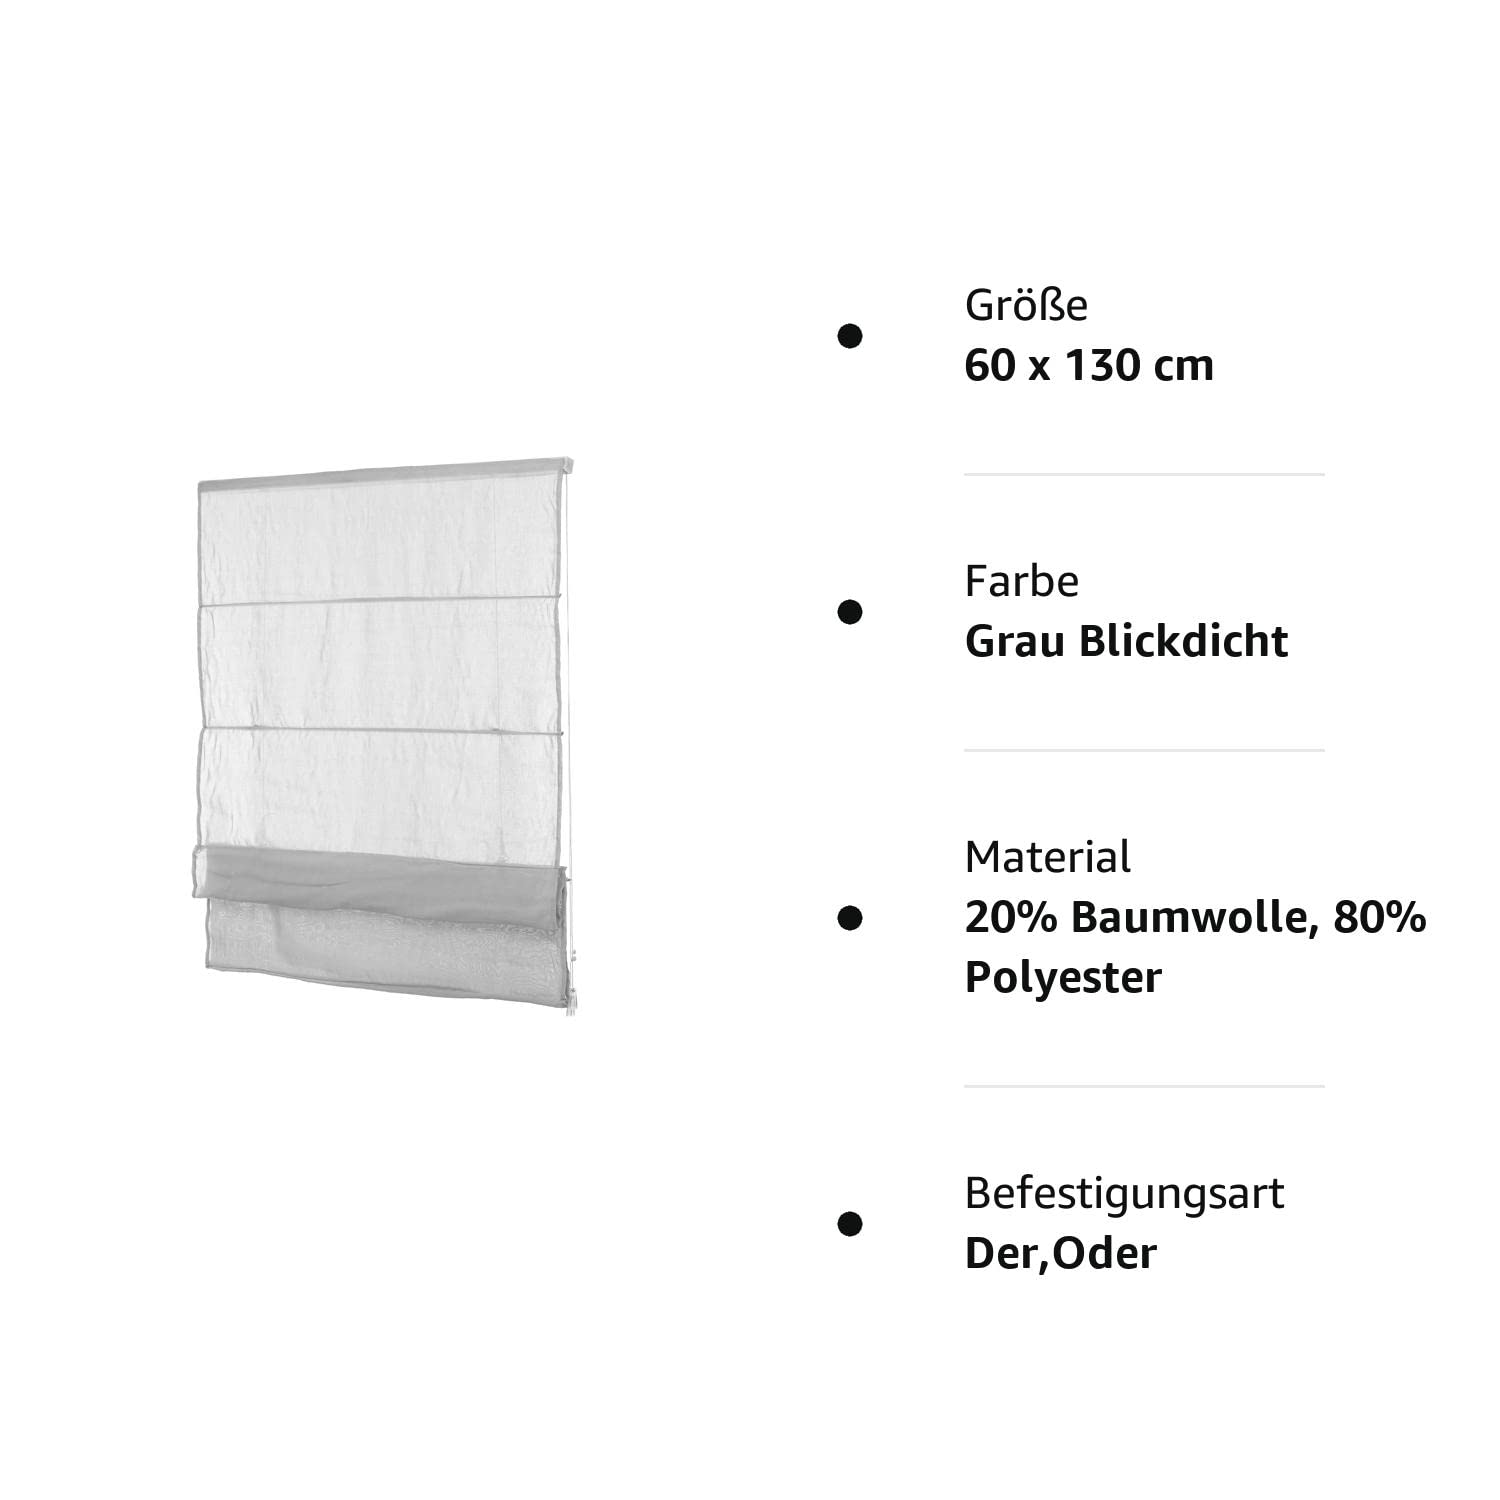 Größe
60 x 130 cm
Farbe
Grau Blickdicht
Material
20% Baumwolle, 80%
Polyester
Befestigungsart
Der,Oder